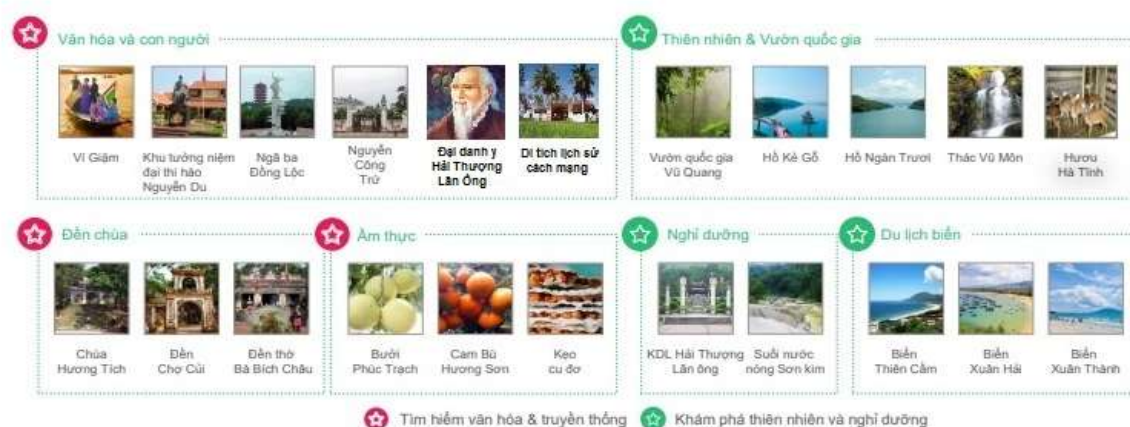 Văn hóa và con người
Thiên nhiên & Vườn quốc gia
Ví Giặm
Khu tưởng niệm
đại thi hào
Nguyễn Du
Ngã ba
Đồng Lộc
Nguyễn
Công
Trứ
Đại danh y
Hải Thượng
Lãn Ông
Di tích lịch sử
cách mạng
Vườn quốc gia
Vũ Quang
Hồ Kẻ Gỗ
Hồ Ngàn Trươi
Thác Vũ Môn
Hươu
Hà Tĩnh
Đền chùa
Ẩm thực
Nghỉ dưỡng
Du lịch biển
Chùa
Hương Tích
Đền
Chợ Củi
Đền thờ
Bà Bích Châu
Bưởi
Phúc Trạch
Cam Bù
Hương Sơn
Kẹo
cu đơ
KDL Hải Thượng
Lãn ông
Suối nước
nóng Sơn kim
Biển
Thiên Cầm
Biển
Xuân Hải
Biển
Xuân Thành
Tìm hiểm văn hóa & truyền thống
Khám phá thiên nhiên và nghỉ dưỡng